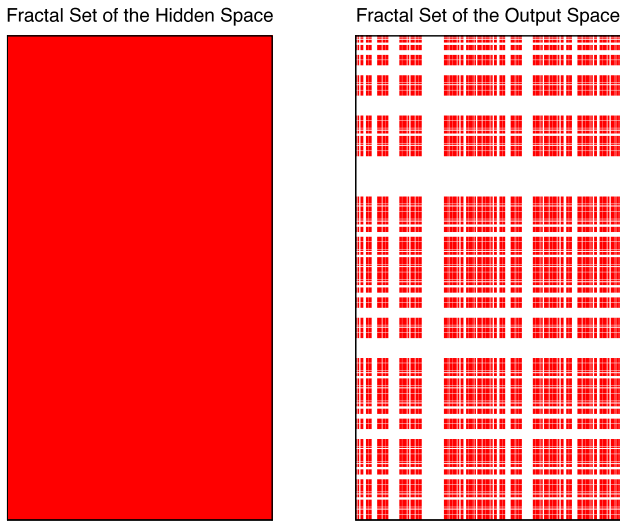 Fractal Set of the Hidden Space
Fractal Set of the Output Space